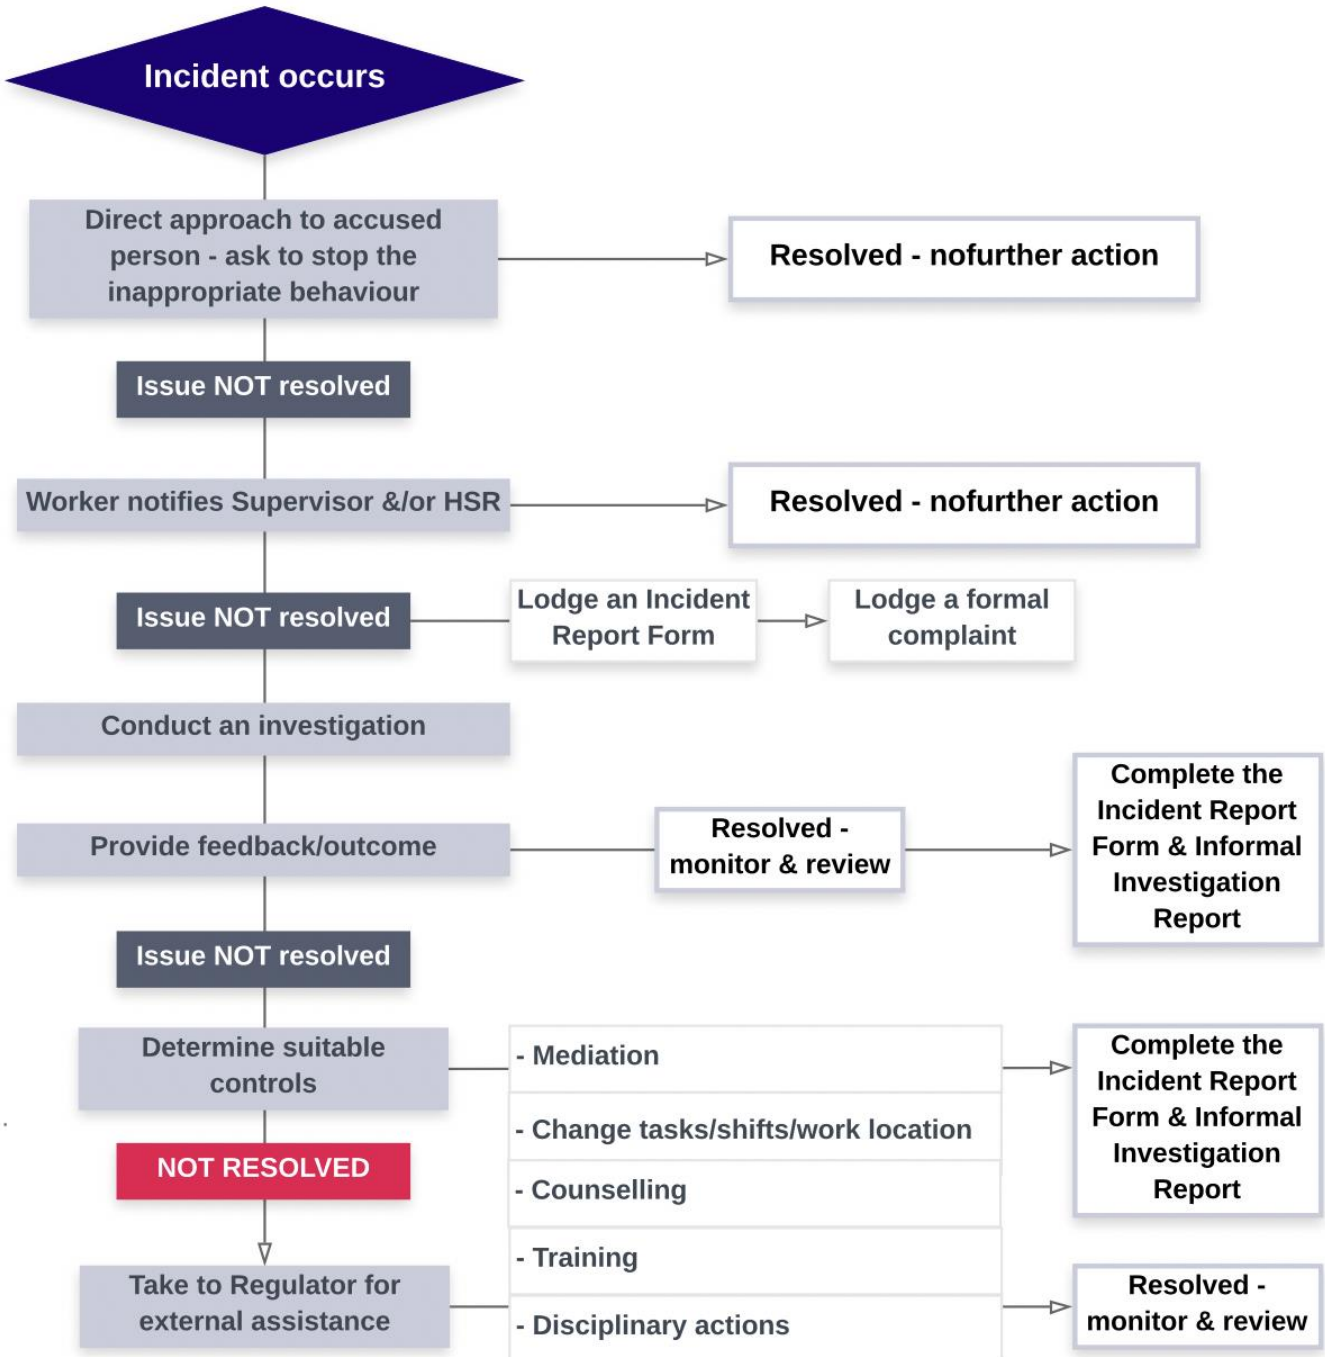 Incident occurs
Direct approach to accused
person - ask to stop the
inappropriate behaviour
Resolved - nofurther action
Issue NOT resolved
Worker notifies Supervisor &/or HSR
Resolved - nofurther action
Issue NOT resolved
Lodge an Incident
Report Form
Lodge a formal
complaint
Conduct an investigation
Provide feedback/outcome
Resolved -
monitor & review
Complete the
Incident Report
Form & Informal
Investigation
Report
Issue NOT resolved
Determine suitable
controls
- Mediation
- Change tasks/shifts/work location
- Counselling
- Training
- Disciplinary actions
Complete the
Incident Report
Form & Informal
Investigation
Report
NOT RESOLVED
Take to Regulator for
external assistance
Resolved -
monitor & review